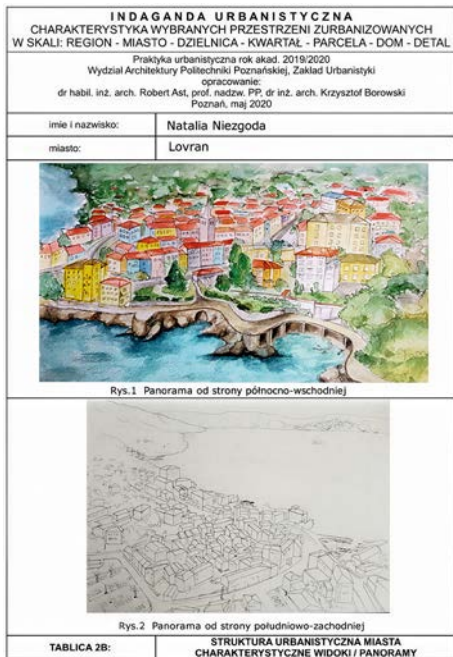 INDAGANDA URBANISTYCZNA
CHARAKTERYSTYKA WYBRANYCH PRZESTRZENI ZURBANIZOWANYCH
W SKALI: REGION - MIASTO - DZIELNICA - KWARTAŁ - PARCELA - DOM - DETAL
Praktyka urbanistyczna rok akad. 2019/2020
Wydział Architektury Politechniki Poznańskiej, Zakład Urbanistyki
opracowanie:
dr habil. inż. arch. Robert Ast, prof. nadzw. PP, dr inż. arch. Krzysztof Borowski
Poznań, maj 2020
imie i nazwisko: Natalia Niezgoda
miasto: Lovran
Rys.1 Panorama od strony północno-wschodniej
Rys.2 Panorama od strony południowo-zachodniej
TABLICA 2B: STRUKTURA URBANISTYCZNA MIASTA
CHARAKTERYSTYCZNE WIDOKI / PANORAMY